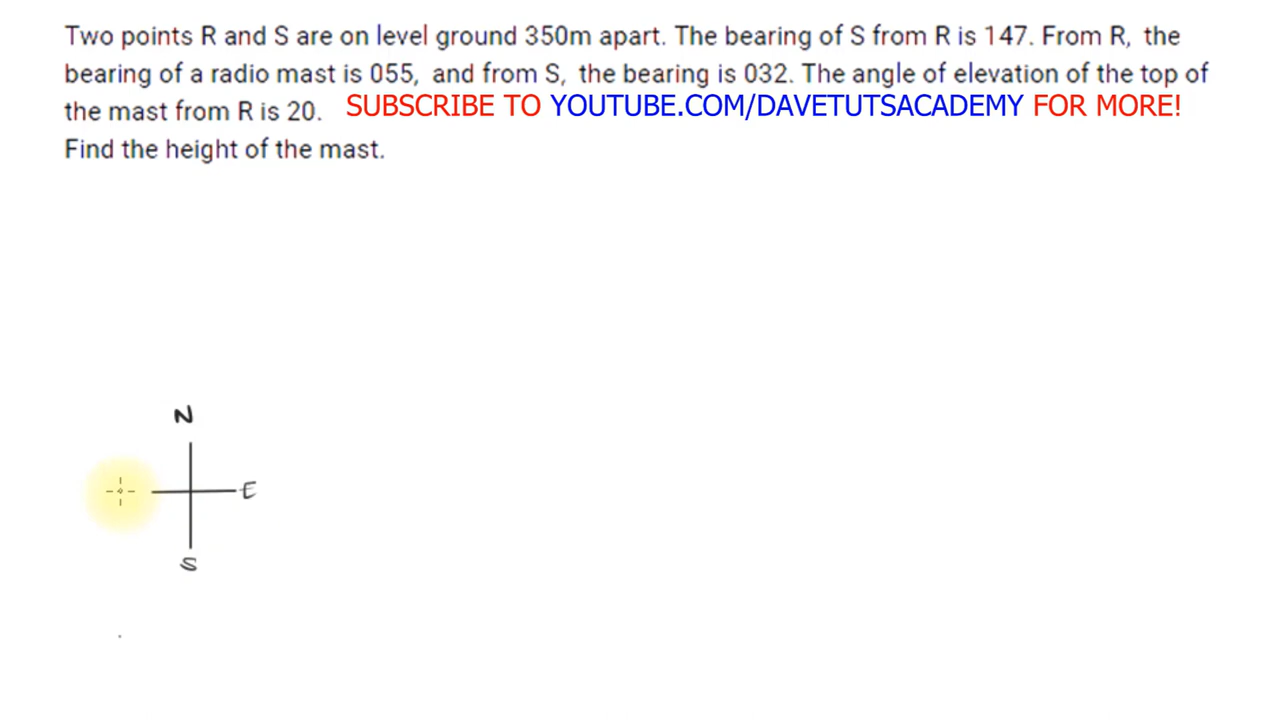 Two points R and S are on level ground 350m apart. The bearing of S from R is 147. From R, the
bearing of a radio mast is 055, and from S, the bearing is 032. The angle of elevation of the top of
the mast from R is 20. SUBSCRIBE TO YOUTUBE.COM/DAVETUTSACADEMY FOR MORE!
Find the height of the mast.
N
E
S